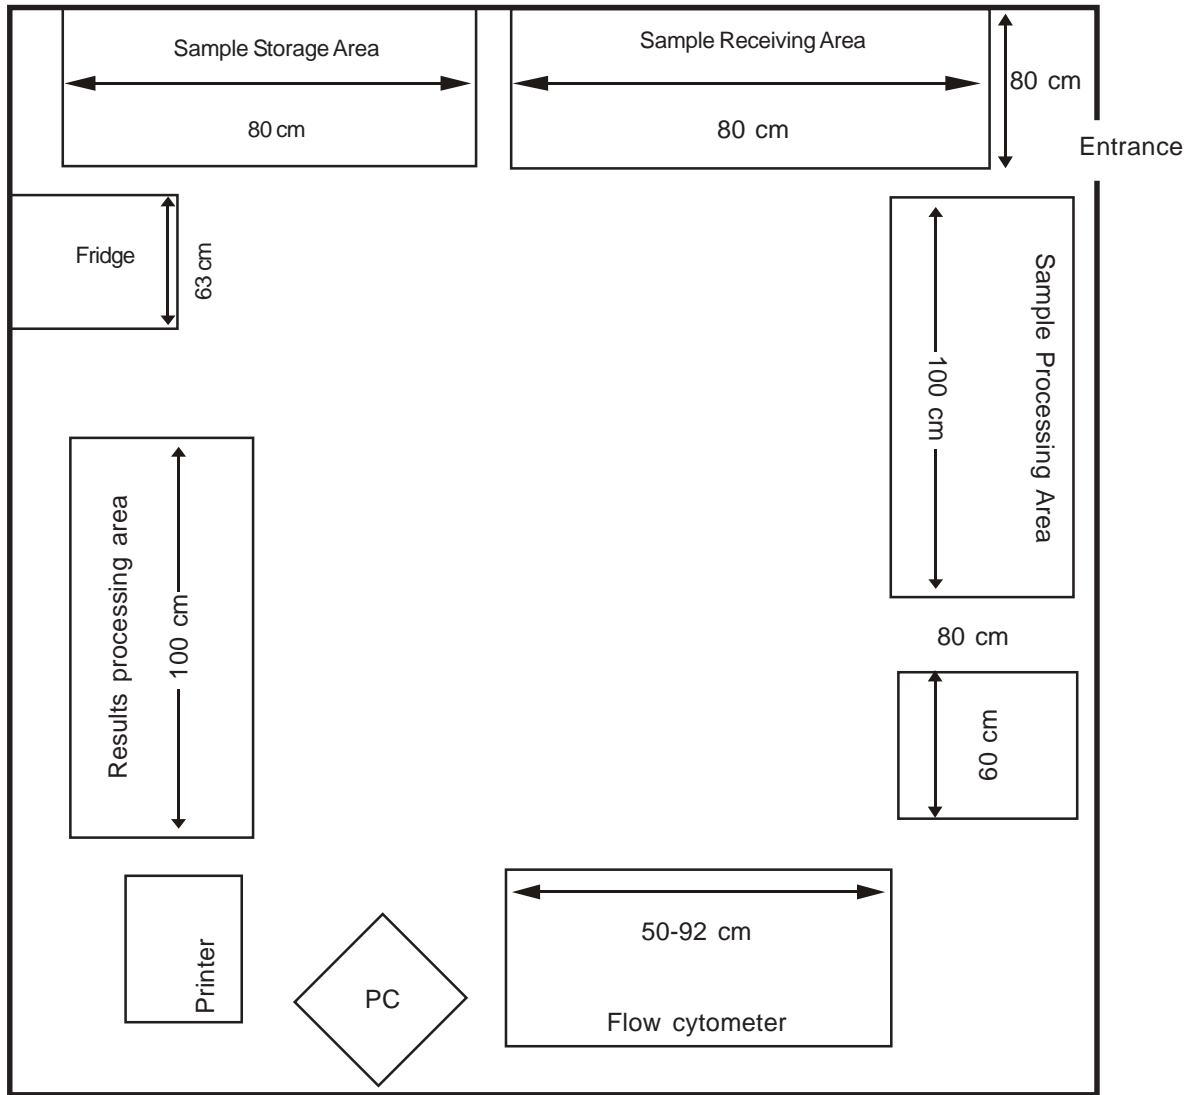 Sample Storage Area
80 cm
Sample Receiving Area
80 cm
80 cm
Entrance
Fridge
63 cm
Sample Processing Area
100 cm
Results processing area
100 cm
80 cm
60 cm
Printer
PC
50-92 cm
Flow cytometer